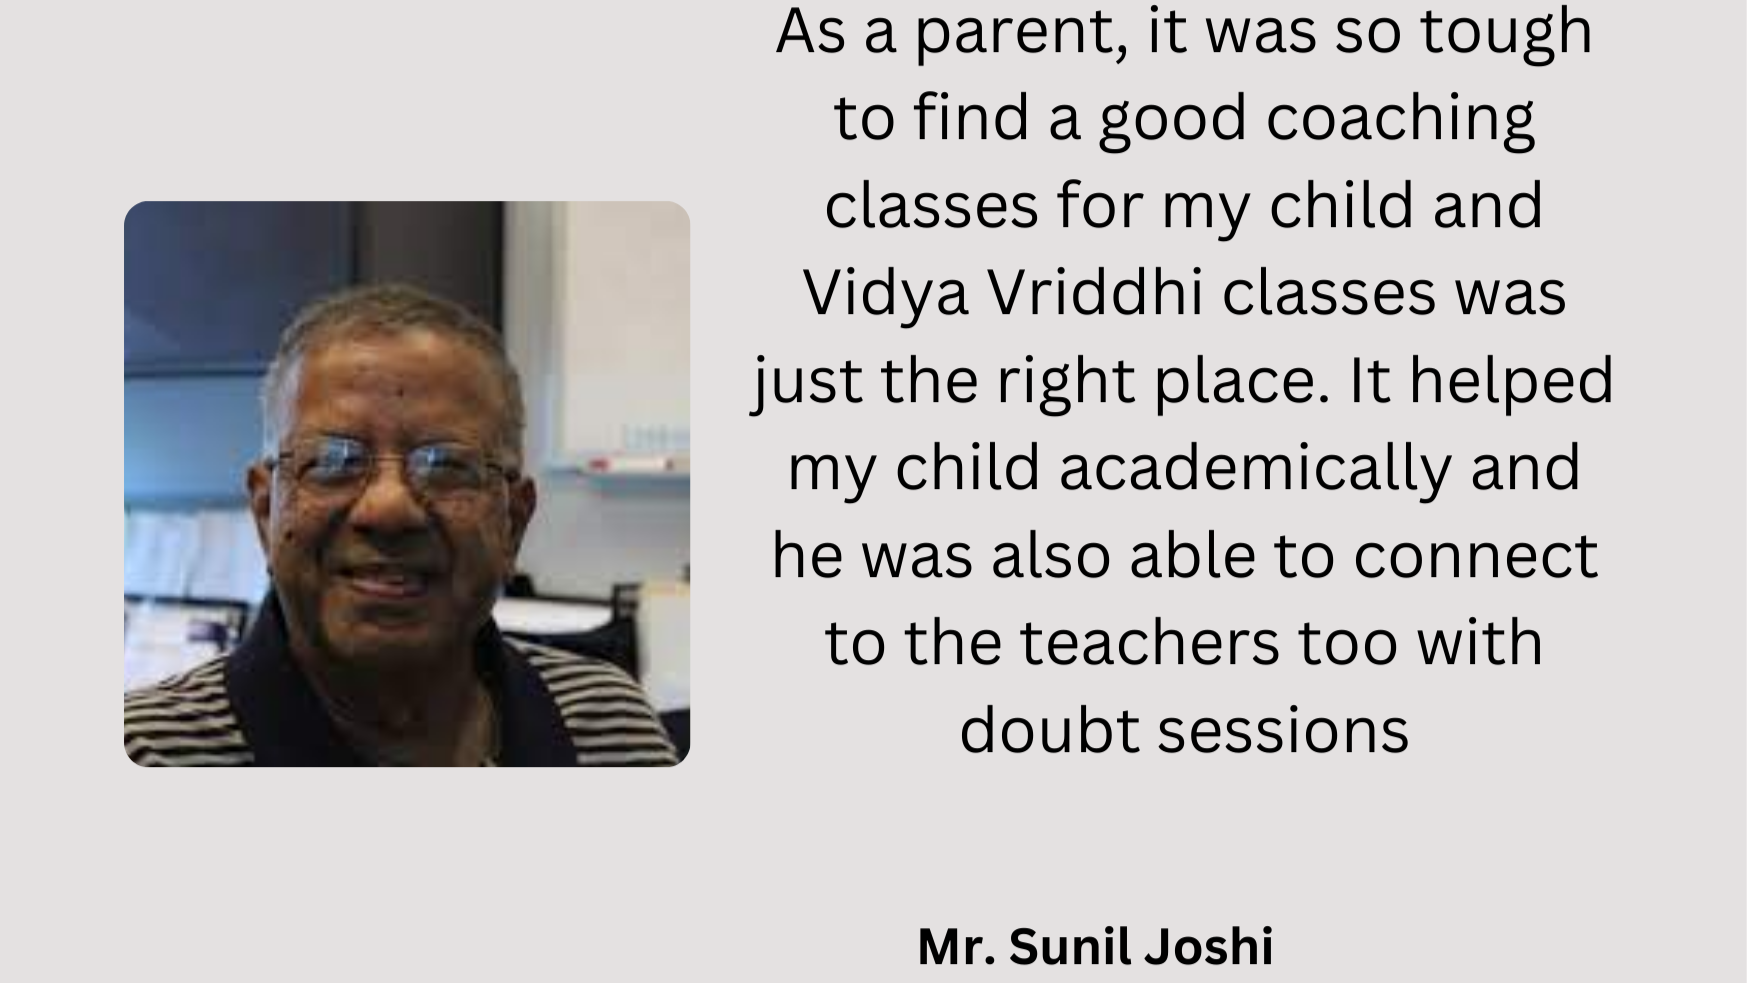 As a parent, it was so tough
to find a good coaching
classes for my child and
Vidya Vriddhi classes was
just the right place. It helped
my child academically and
he was also able to connect
to the teachers too with
doubt sessions
Mr. Sunil Joshi